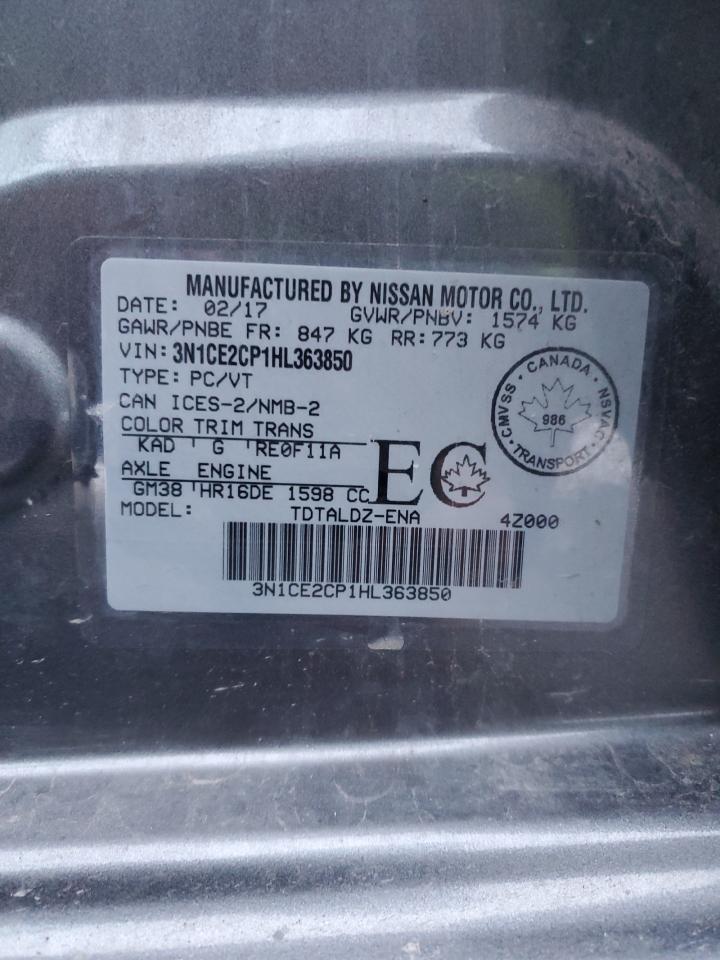 MANUFACTURED BY NISSAN MOTOR CO., LTD.
DATE: 02/17 GVWR/PNBV: 1574 KG
GAWR/PNBE FR: 847 KG RR: 773 KG
VIN: 3N1CE2CP1HL363850
TYPE: PC/VT
CAN ICES-2/NMB-2
COLOR TRIM TRANS
KAD G RE0F11A
AXLE ENGINE
GM38 HR16DE 1598 CC
MODEL: TDTALDZ-ENA 4Z000
EC
CANADA · NSVAC · TRANSPORT · CMVSS ·
986
3N1CE2CP1HL363850